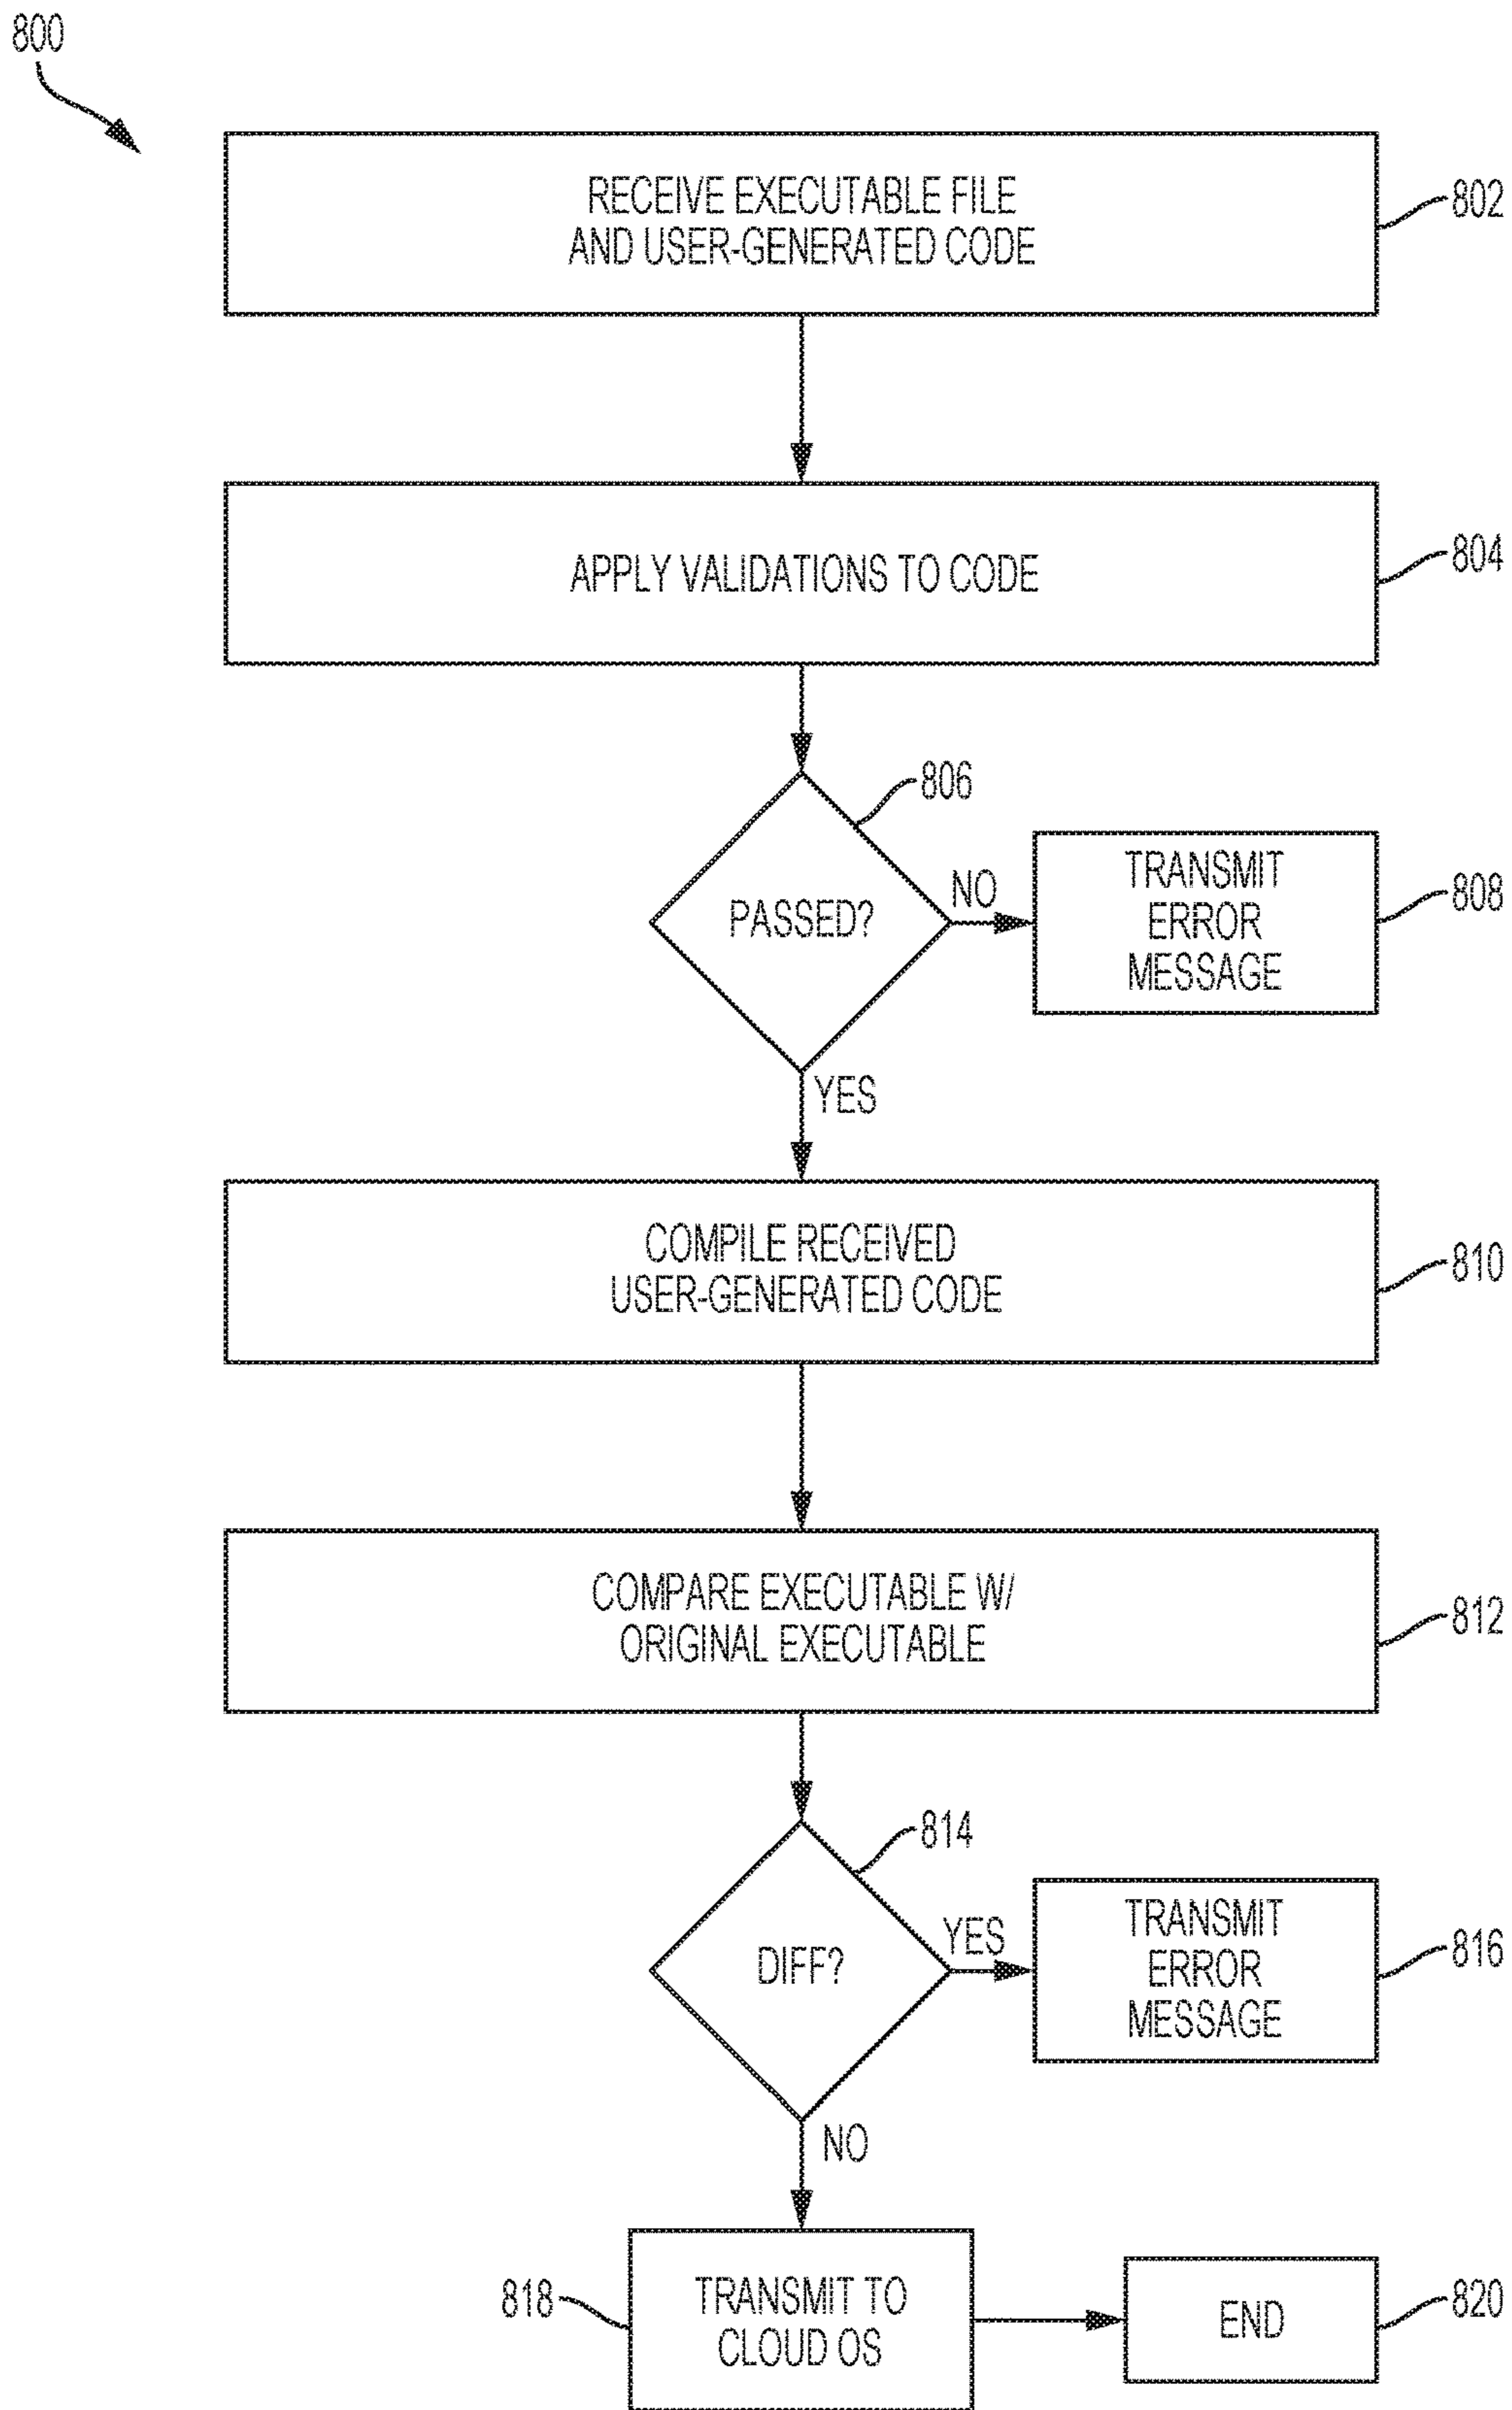 800
RECEIVE EXECUTABLE FILE
AND USER-GENERATED CODE
802
APPLY VALIDATIONS TO CODE
804
806
PASSED?
NO
TRANSMIT
ERROR
MESSAGE
808
YES
COMPILE RECEIVED
USER-GENERATED CODE
810
COMPARE EXECUTABLE W/
ORIGINAL EXECUTABLE
812
814
DIFF?
YES
TRANSMIT
ERROR
MESSAGE
816
NO
818
TRANSMIT TO
CLOUD OS
END
820